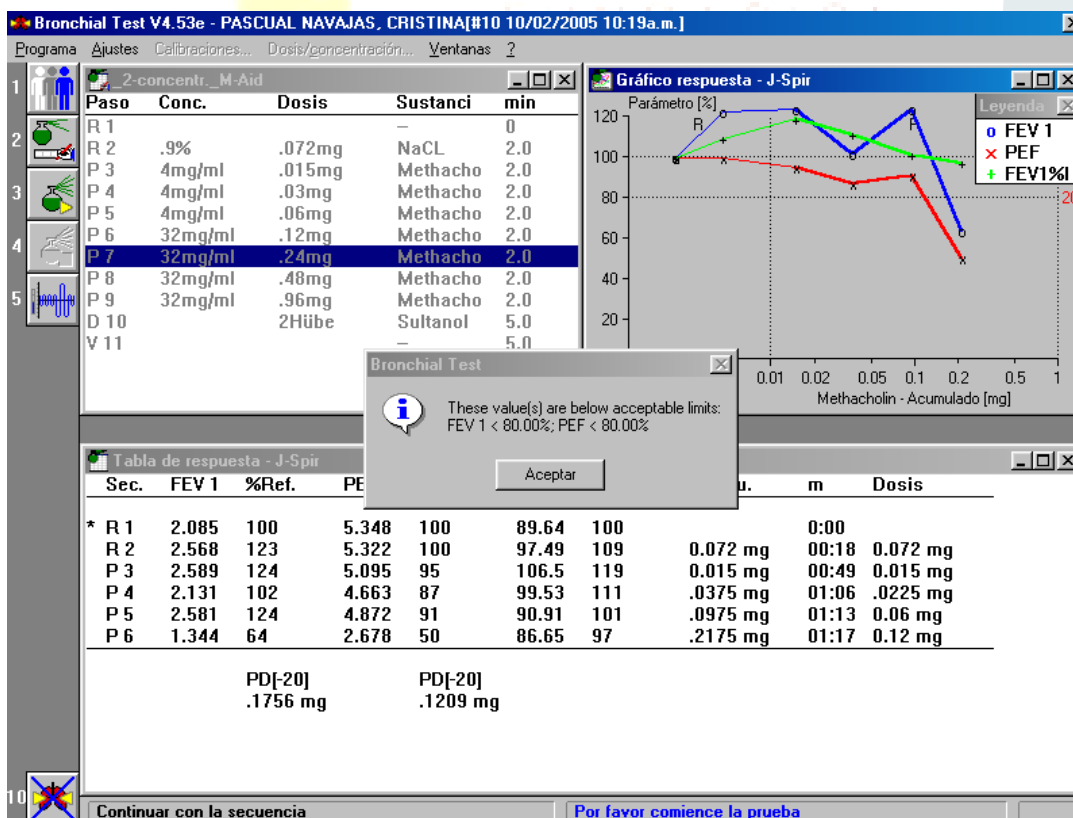 Bronchial Test V4.53e - PASCUAL NAVAJAS, CRISTINA[#10 10/02/2005 10:19a.m.]
Programa Ajustes Calibraciones... Dosis/concentración... Ventanas ?
1
2
3
4
5
10
_2-concentr._M-Aid
Paso Conc. Dosis Sustanci min
R 1 – 0
R 2 .9% .072mg NaCL 2.0
P 3 4mg/ml .015mg Methacho 2.0
P 4 4mg/ml .03mg Methacho 2.0
P 5 4mg/ml .06mg Methacho 2.0
P 6 32mg/ml .12mg Methacho 2.0
P 7 32mg/ml .24mg Methacho 2.0
P 8 32mg/ml .48mg Methacho 2.0
P 9 32mg/ml .96mg Methacho 2.0
D 10 2Hübe Sultanol 5.0
V 11 – 5.0
Gráfico respuesta - J-Spir
Parámetro [%]
R P
120
100
80
60
40
20
20
0.01 0.02 0.05 0.1 0.2 0.5 1
Methacholin - Acumulado [mg]
Leyenda
o FEV 1
× PEF
+ FEV1%I
Bronchial Test
These value(s) are below acceptable limits:
FEV 1 < 80.00%; PEF < 80.00%
Aceptar
Tabla de respuesta - J-Spir
Sec. FEV 1 %Ref. PE u. m Dosis
* R 1 2.085 100 5.348 100 89.64 100 0:00
R 2 2.568 123 5.322 100 97.49 109 0.072 mg 00:18 0.072 mg
P 3 2.589 124 5.095 95 106.5 119 0.015 mg 00:49 0.015 mg
P 4 2.131 102 4.663 87 99.53 111 .0375 mg 01:06 .0225 mg
P 5 2.581 124 4.872 91 90.91 101 .0975 mg 01:13 0.06 mg
P 6 1.344 64 2.678 50 86.65 97 .2175 mg 01:17 0.12 mg
PD[-20] PD[-20]
.1756 mg .1209 mg
Continuar con la secuencia Por favor comience la prueba